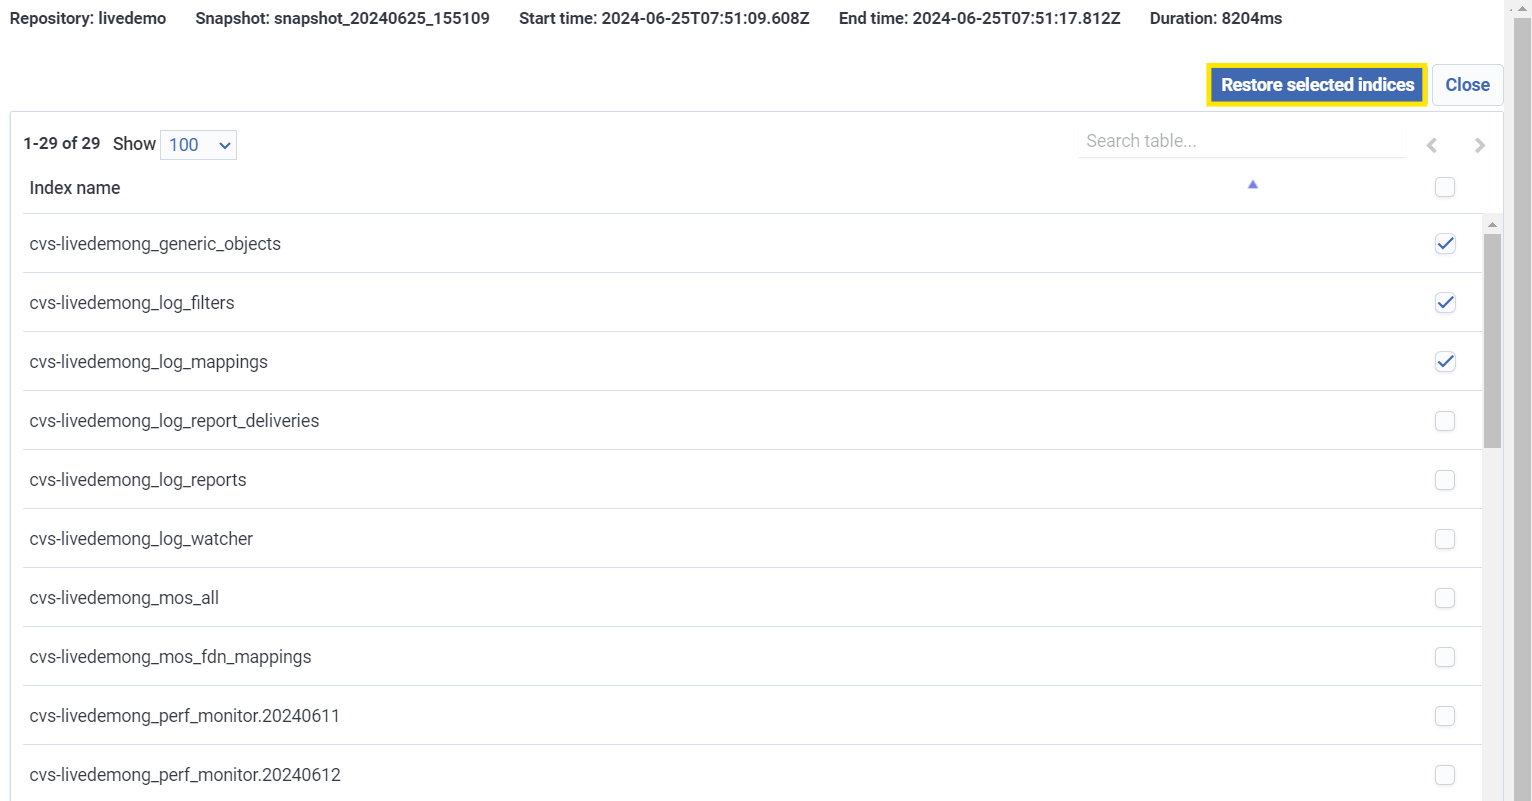 Repository: livedemo Snapshot: snapshot_20240625_155109 Start time: 2024-06-25T07:51:09.608Z End time: 2024-06-25T07:51:17.812Z Duration: 8204ms
Restore selected indices Close
1-29 of 29 Show 100 Search table...
Index name
cvs-livedemong_generic_objects
cvs-livedemong_log_filters
cvs-livedemong_log_mappings
cvs-livedemong_log_report_deliveries
cvs-livedemong_log_reports
cvs-livedemong_log_watcher
cvs-livedemong_mos_all
cvs-livedemong_mos_fdn_mappings
cvs-livedemong_perf_monitor.20240611
cvs-livedemong_perf_monitor.20240612